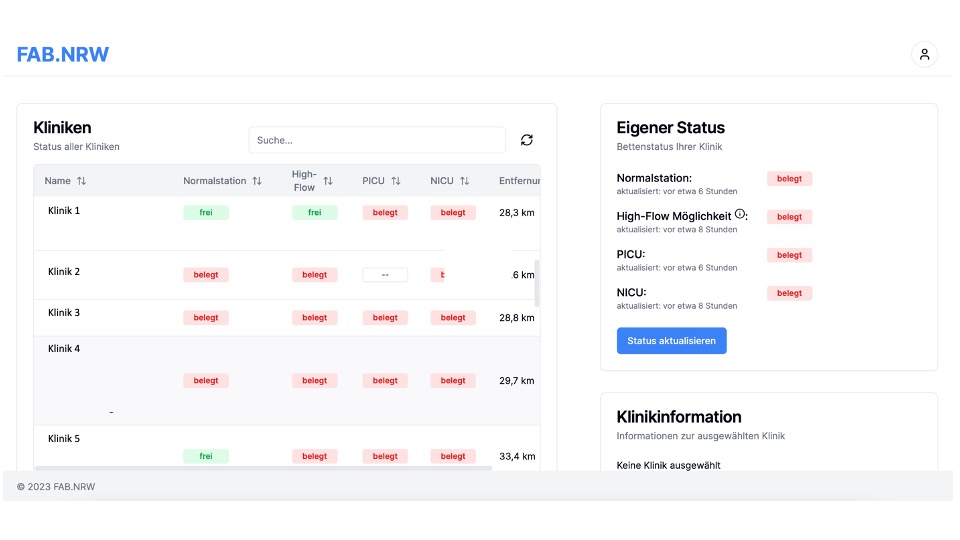 FAB.NRW
Kliniken
Status aller Kliniken
Suche...
Name Normalstation High-Flow PICU NICU
Klinik 1 frei frei belegt belegt 28,3 km
Klinik 2 belegt belegt -- .6 km
Klinik 3 belegt belegt belegt belegt 28,8 km
Klinik 4
belegt belegt belegt belegt 29,7 km
-
Klinik 5
frei belegt belegt belegt 33,4 km
Eigener Status
Bettenstatus Ihrer Klinik
Normalstation: belegt
aktualisiert: vor etwa 6 Stunden
High-Flow Möglichkeit : belegt
aktualisiert: vor etwa 8 Stunden
PICU: belegt
aktualisiert: vor etwa 6 Stunden
NICU: belegt
aktualisiert: vor etwa 8 Stunden
Status aktualisieren
Klinikinformation
Informationen zur ausgewählten Klinik
Keine Klinik ausgewählt
© 2023 FAB.NRW